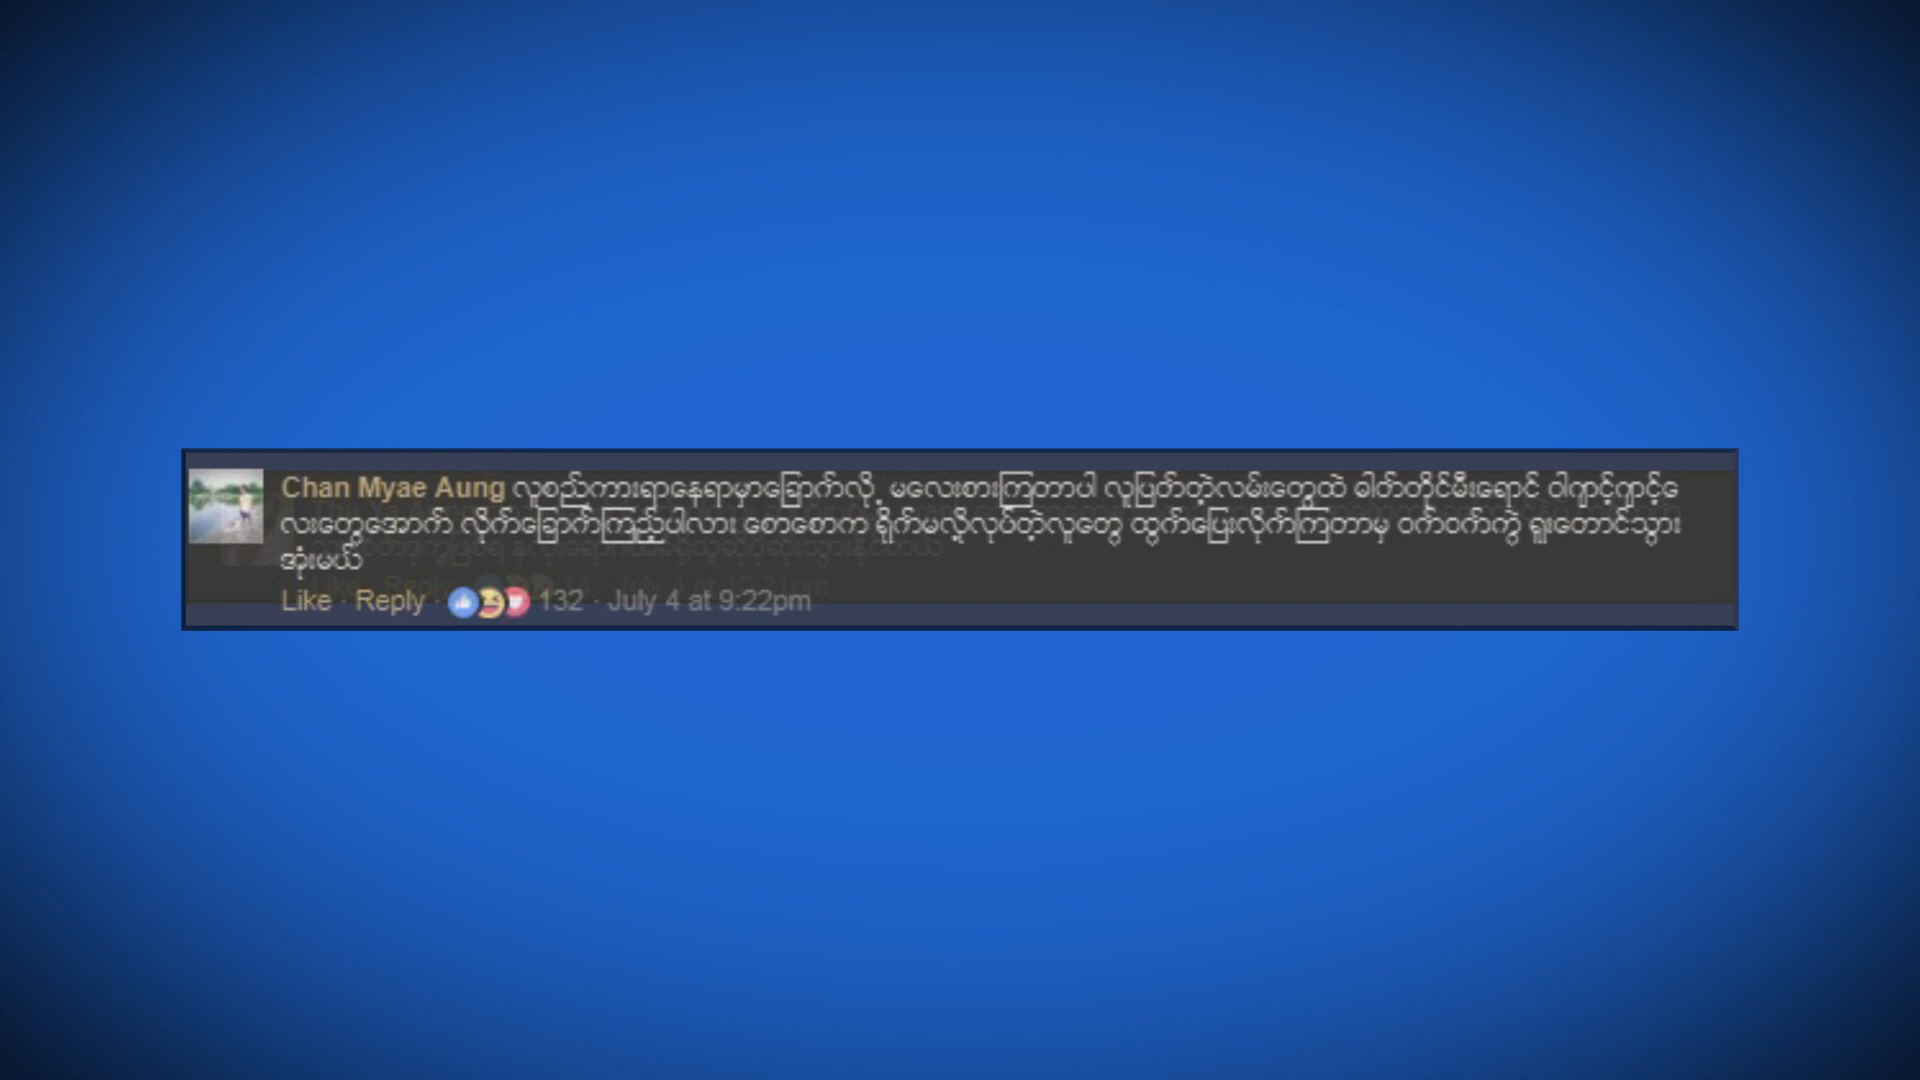 Chan Myae Aung လူစည်ကားရာနေရာမှာခြောက်လို့ မလေးစားကြတာပါ လူပြတ်တဲ့လမ်းတွေထဲ ဓါတ်တိုင်မီးရောင် ဝါဂျာင့်ဂျာင့်ေ
လးတွေအောက် လိုက်ခြောက်ကြည့်ပါလား စောစောက ရှိုက်မလို့လုပ်တဲ့လူတွေ ထွက်ပြေးလိုက်ကြတာမှ ဝက်ဝက်ကွဲ ရှူးတောင်သွား
အုံးမယ်
Like · Reply · 132 · July 4 at 9:22pm